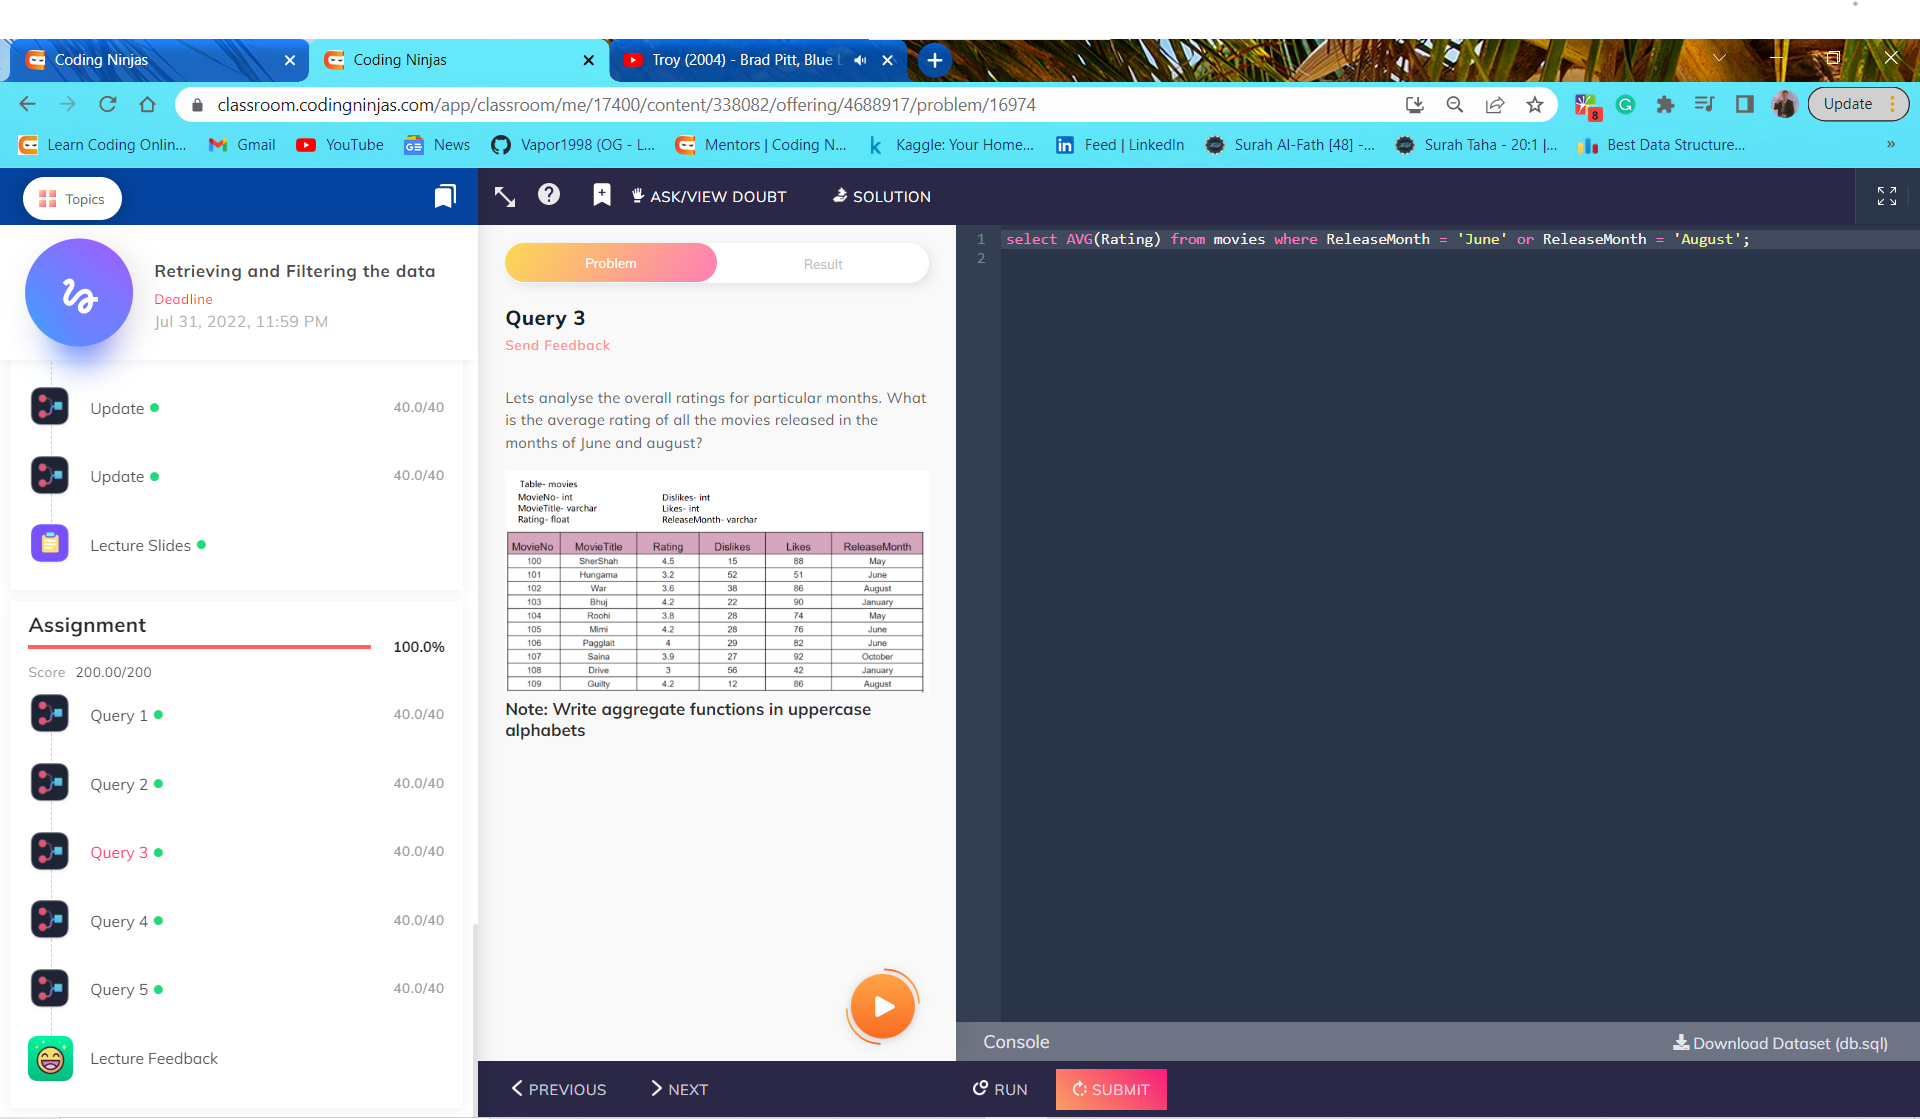 Coding Ninjas
Coding Ninjas
Troy (2004) - Brad Pitt, Blue
classroom.codingninjas.com/app/classroom/me/17400/content/338082/offering/4688917/problem/16974
8
Update
Learn Coding Onlin...
Gmail
YouTube
GE
News
Vapor1998 (OG - L...
Mentors | Coding N...
k
Kaggle: Your Home...
in
Feed | LinkedIn
Surah Al-Fath [48] -...
Surah Taha - 20:1 |...
Best Data Structure...
»
Topics
ASK/VIEW DOUBT
SOLUTION
Retrieving and Filtering the data
Deadline
Jul 31, 2022, 11:59 PM
Update
40.0/40
Update
40.0/40
Lecture Slides
Assignment
100.0%
Score 200.00/200
Query 1
40.0/40
Query 2
40.0/40
Query 3
40.0/40
Query 4
40.0/40
Query 5
40.0/40
Lecture Feedback
Problem
Result
Query 3
Send Feedback
Lets analyse the overall ratings for particular months. What
is the average rating of all the movies released in the
months of June and august?
Table- movies
MovieNo- int Dislikes- int
MovieTitle- varchar Likes- int
Rating- float ReleaseMonth- varchar
MovieNo MovieTitle Rating Dislikes Likes ReleaseMonth
100 SherShah 4.5 15 88 May
101 Hungama 3.2 52 51 June
102 War 3.6 38 86 August
103 Bhuj 4.2 22 90 January
104 Roohi 3.8 28 74 May
105 Mimi 4.2 28 76 June
106 Pagglait 4 29 82 June
107 Saina 3.9 27 92 October
108 Drive 3 56 42 January
109 Guilty 4.2 12 86 August
Note: Write aggregate functions in uppercase
alphabets
PREVIOUS
NEXT
1 select AVG(Rating) from movies where ReleaseMonth = 'June' or ReleaseMonth = 'August';
2
Console
Download Dataset (db.sql)
RUN
SUBMIT